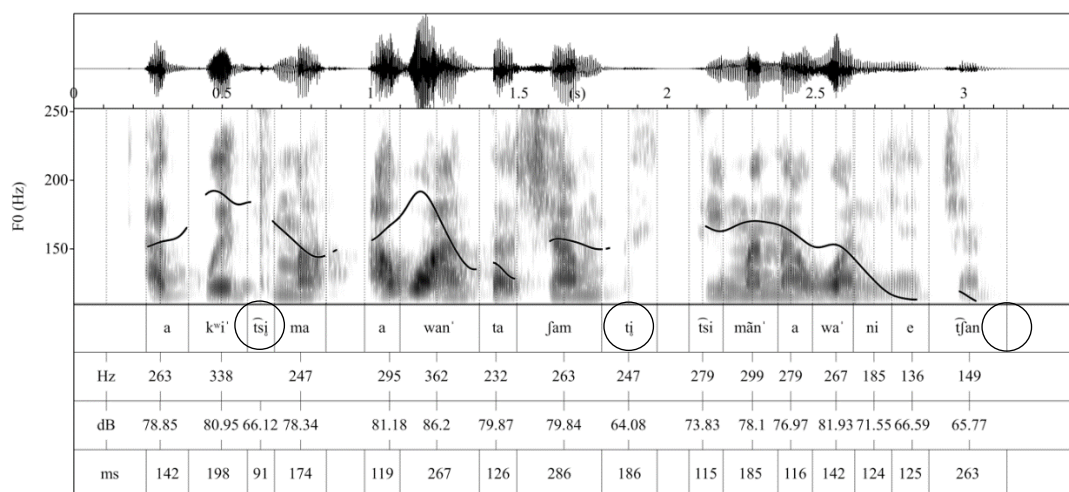 0 0.5 1 1.5 (s) 2 2.5 3
250
200
150
F0 (Hz)
a kʷiˈ t͡si̥ ma a wanˈ ta ʃam ti̥ t͡si mãnˈ a waˈ ni e t͡ʃan
Hz 263 338 247 295 362 232 263 247 279 299 279 267 185 136 149
dB 78.85 80.95 66.12 78.34 81.18 86.2 79.87 79.84 64.08 73.83 78.1 76.97 81.93 71.55 66.59 65.77
ms 142 198 91 174 119 267 126 286 186 115 185 116 142 124 125 263